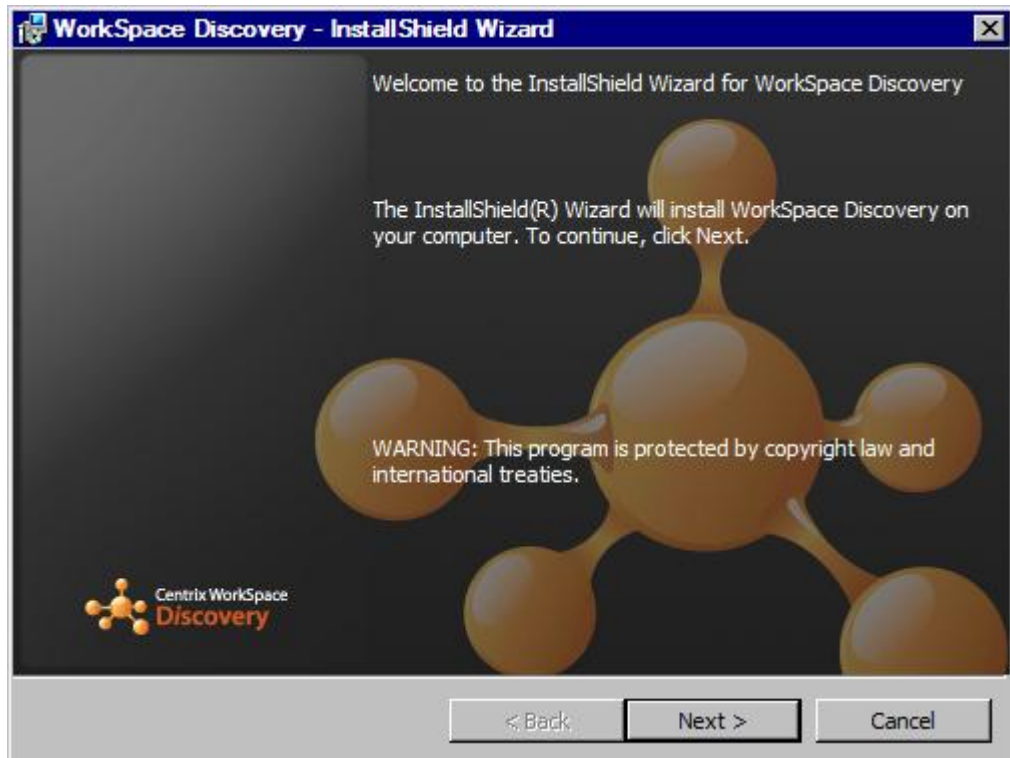 WorkSpace Discovery - InstallShield Wizard
Welcome to the InstallShield Wizard for WorkSpace Discovery
The InstallShield(R) Wizard will install WorkSpace Discovery on
your computer. To continue, click Next.
WARNING: This program is protected by copyright law and
international treaties.
Centrix WorkSpace
Discovery
< Back
Next >
Cancel